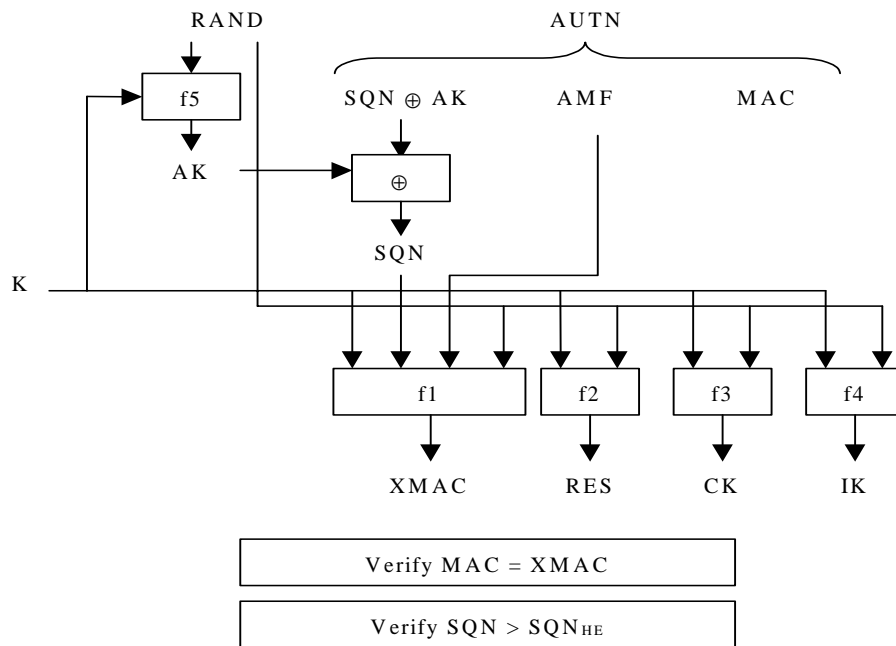 RAND
AUTN
f5
SQN ⊕ AK
AMF
MAC
AK
⊕
SQN
K
f1
f2
f3
f4
XMAC
RES
CK
IK
Verify MAC = XMAC
Verify SQN > SQNHE